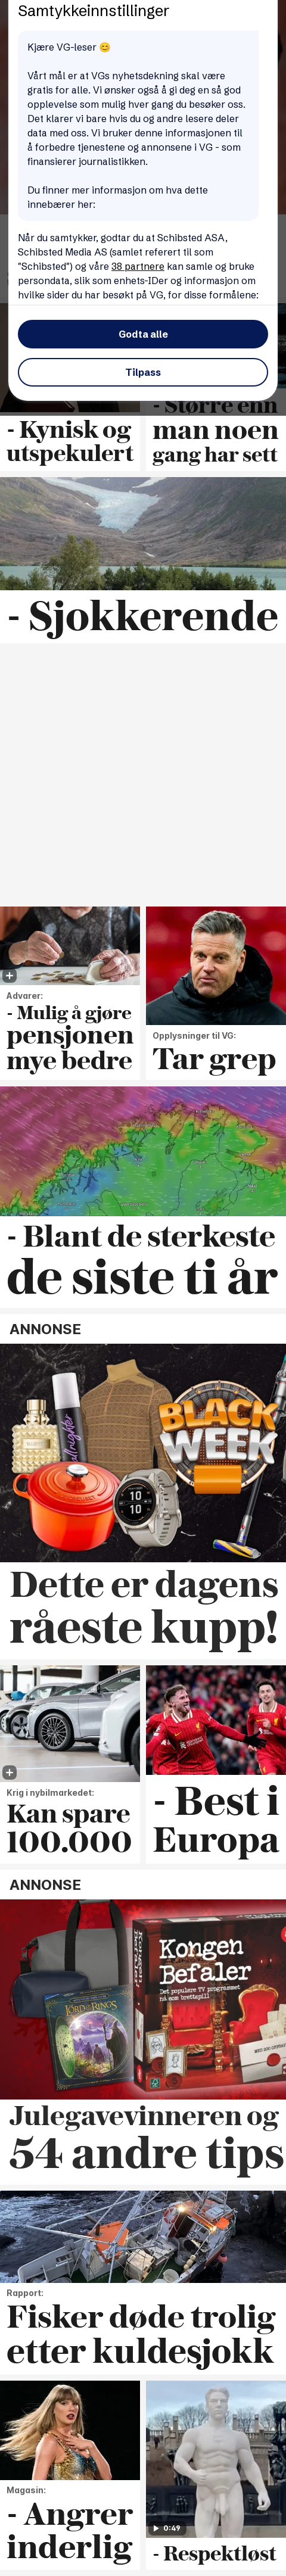 Samtykkeinnstillinger
Kjære VG-leser 😊
Vårt mål er at VGs nyhetsdekning skal være
gratis for alle. Vi ønsker også å gi deg en så god
opplevelse som mulig hver gang du besøker oss.
Det klarer vi bare hvis du og andre lesere deler
data med oss. Vi bruker denne informasjonen til
å forbedre tjenestene og annonsene i VG - som
finansierer journalistikken.
Du finner mer informasjon om hva dette
innebærer her:
Når du samtykker, godtar du at Schibsted ASA,
Schibsted Media AS (samlet referert til som
"Schibsted") og våre 38 partnere kan samle og bruke
persondata, slik som enhets-IDer og informasjon om
hvilke sider du har besøkt på VG, for disse formålene:
Godta alle
Tilpass
- Kynisk og
utspekulert
- Større enn
man noen
gang har sett
- Sjokkerende
Advarer:
- Mulig å gjøre
pensjonen
mye bedre
Opplysninger til VG:
Tar grep
- Blant de sterkeste
de siste ti år
ANNONSE
BLACK
WEEK
10
10
Dette er dagens
råeste kupp!
Krig i nybilmarkedet:
Kan spare
100.000
- Best i
Europa
ANNONSE
Kongen
Befaler
Det populære TV programmet
nå som brettspill!
THE LORD OF THE RINGS
Julegavevinneren og
54 andre tips
Rapport:
Fisker døde trolig
etter kuldesjokk
Magasin:
- Angrer
inderlig
0:49
- Respektløst